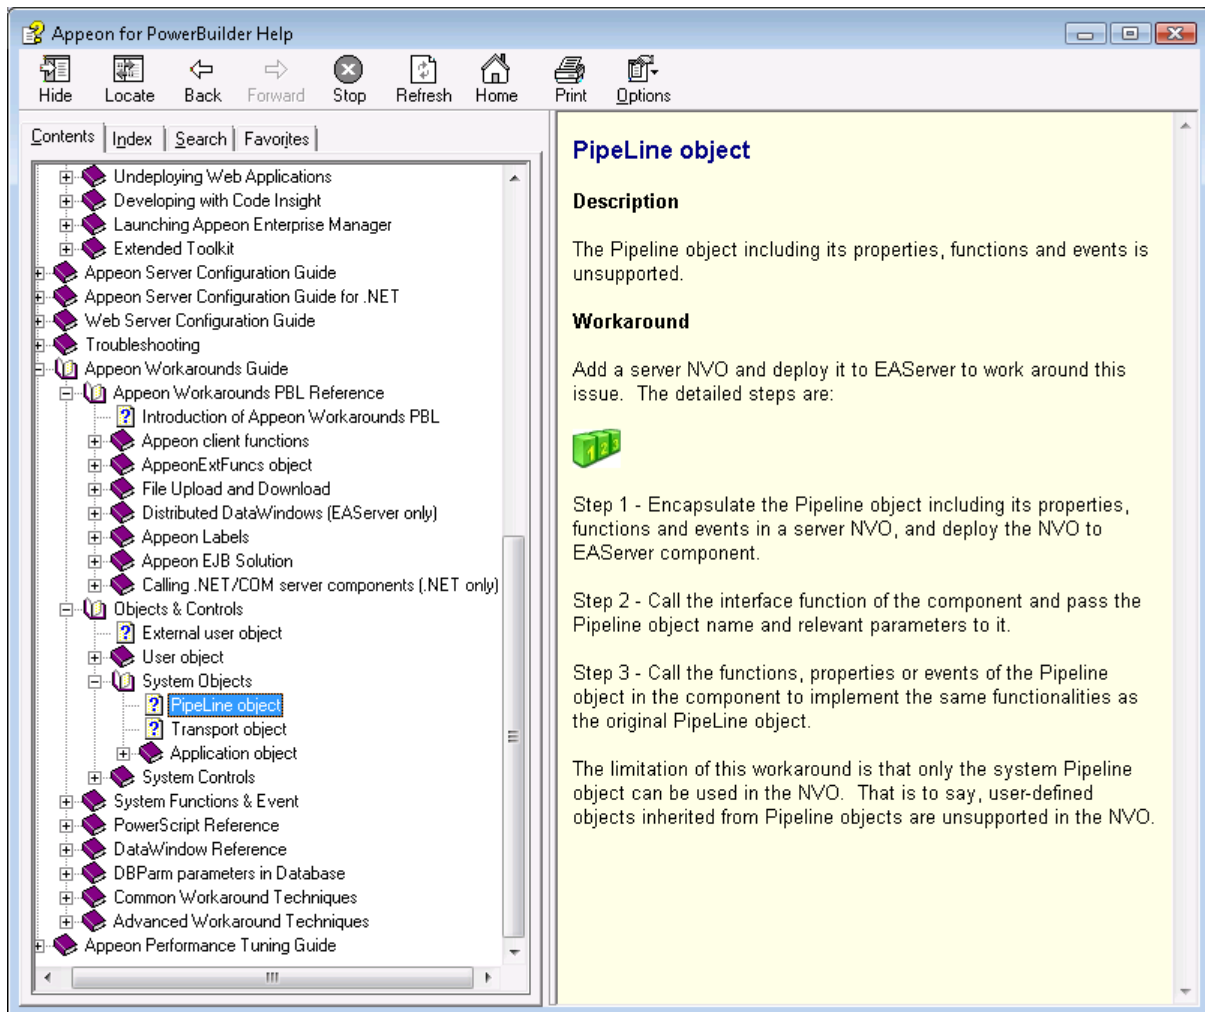 Appeon for PowerBuilder Help
Hide Locate Back Forward Stop Refresh Home Print Options
Contents Index Search Favorites
Undeploying Web Applications
Developing with Code Insight
Launching Appeon Enterprise Manager
Extended Toolkit
Appeon Server Configuration Guide
Appeon Server Configuration Guide for .NET
Web Server Configuration Guide
Troubleshooting
Appeon Workarounds Guide
Appeon Workarounds PBL Reference
Introduction of Appeon Workarounds PBL
Appeon client functions
AppeonExtFuncs object
File Upload and Download
Distributed DataWindows (EAServer only)
Appeon Labels
Appeon EJB Solution
Calling .NET/COM server components (.NET only)
Objects & Controls
External user object
User object
System Objects
PipeLine object
Transport object
Application object
System Controls
System Functions & Event
PowerScript Reference
DataWindow Reference
DBParm parameters in Database
Common Workaround Techniques
Advanced Workaround Techniques
Appeon Performance Tuning Guide
PipeLine object
Description
The Pipeline object including its properties, functions and events is
unsupported.
Workaround
Add a server NVO and deploy it to EAServer to work around this
issue.  The detailed steps are:
1 2 3
Step 1 - Encapsulate the Pipeline object including its properties,
functions and events in a server NVO, and deploy the NVO to
EAServer component.
Step 2 - Call the interface function of the component and pass the
Pipeline object name and relevant parameters to it.
Step 3 - Call the functions, properties or events of the Pipeline
object in the component to implement the same functionalities as
the original PipeLine object.
The limitation of this workaround is that only the system Pipeline
object can be used in the NVO.  That is to say, user-defined
objects inherited from Pipeline objects are unsupported in the NVO.